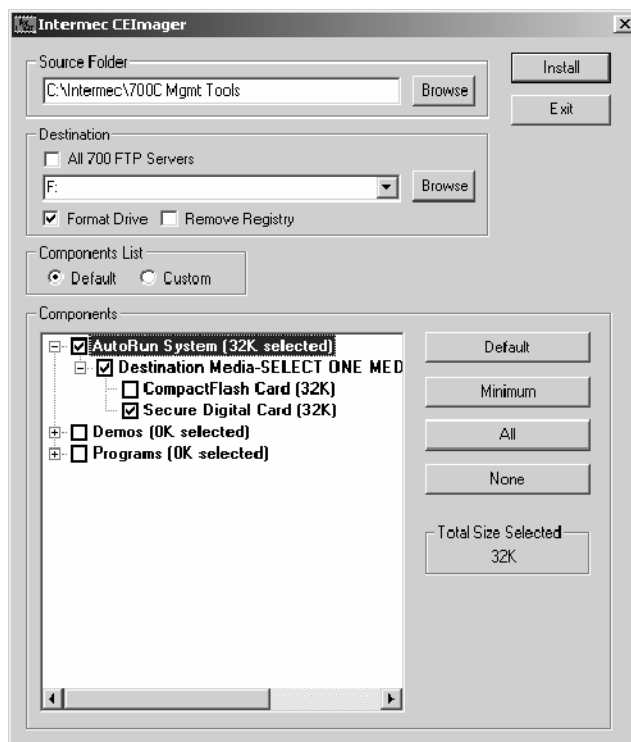 Intermec CEImager
Source Folder
C:\Intermec\700C Mgmt Tools
Browse
Install
Exit
Destination
All 700 FTP Servers
F:
Browse
Format Drive Remove Registry
Components List
Default Custom
Components
AutoRun System (32K selected)
Destination Media-SELECT ONE MED
CompactFlash Card (32K)
Secure Digital Card (32K)
Demos (0K selected)
Programs (0K selected)
Default
Minimum
All
None
Total Size Selected
32K